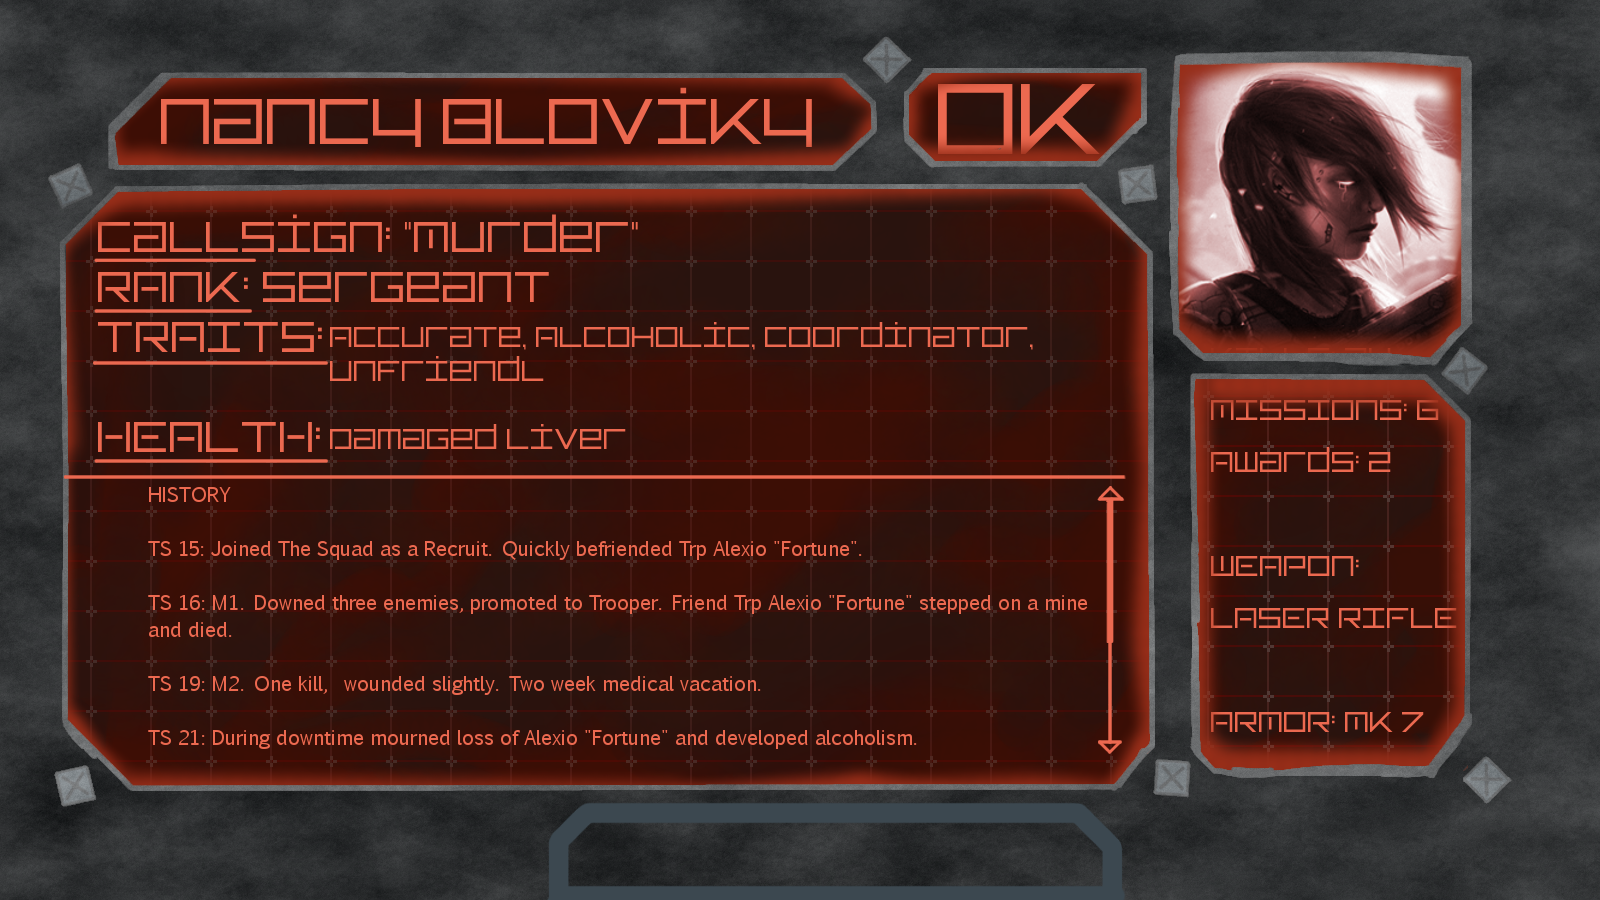 NANCY BLOVIKY
OK
CALLSIGN: "Murder"
RANK: Sergeant
TRAITS: Accurate, Alcoholic, Coordinator,
Unfriendl
HEALTH: Damaged Liver
HISTORY
TS 15: Joined The Squad as a Recruit. Quickly befriended Trp Alexio "Fortune".
TS 16: M1. Downed three enemies, promoted to Trooper. Friend Trp Alexio "Fortune" stepped on a mine
and died.
TS 19: M2. One kill, wounded slightly. Two week medical vacation.
TS 21: During downtime mourned loss of Alexio "Fortune" and developed alcoholism.
MISSIONS: 6
Awards: 2
WEAPON:
LASER RIFLE
ARMOR: MK 7